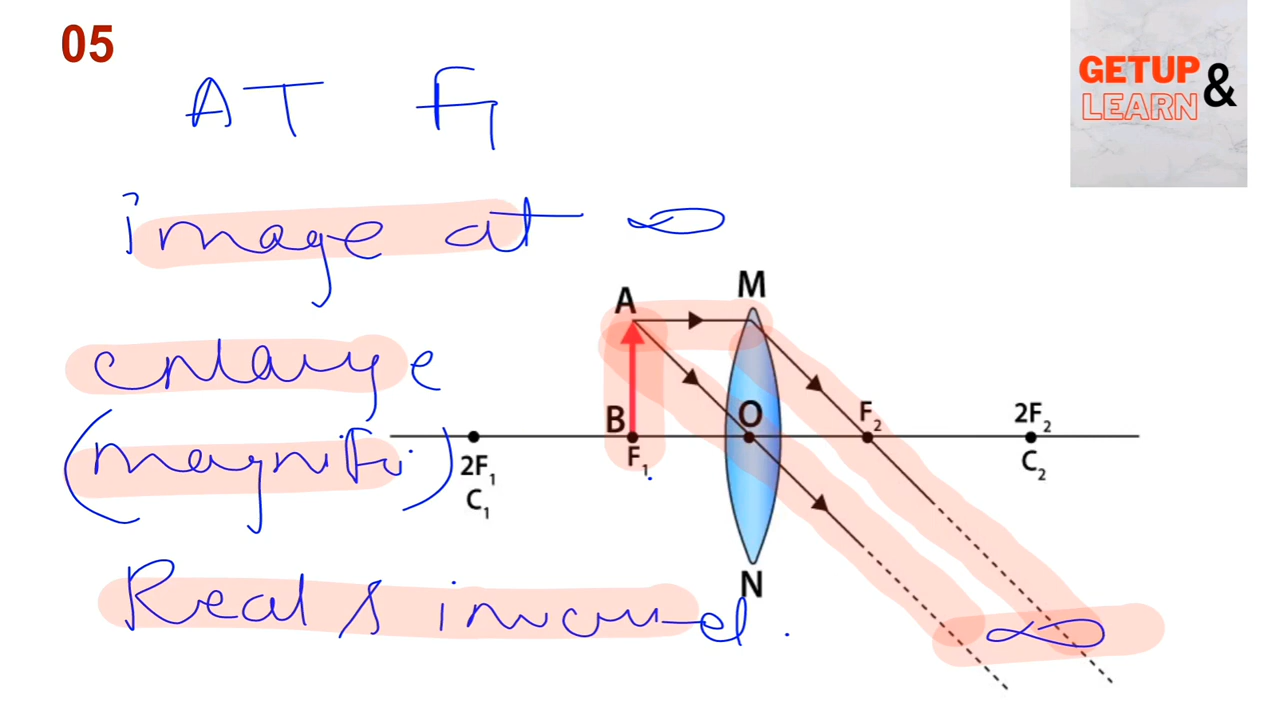 05
GETUP
&
LEARN
AT F1
image at ∞
enlarge
(magnifi)
Real & inverted.
A
M
B
O
F2
2F2
2F1
F1
C2
C1
N
∞